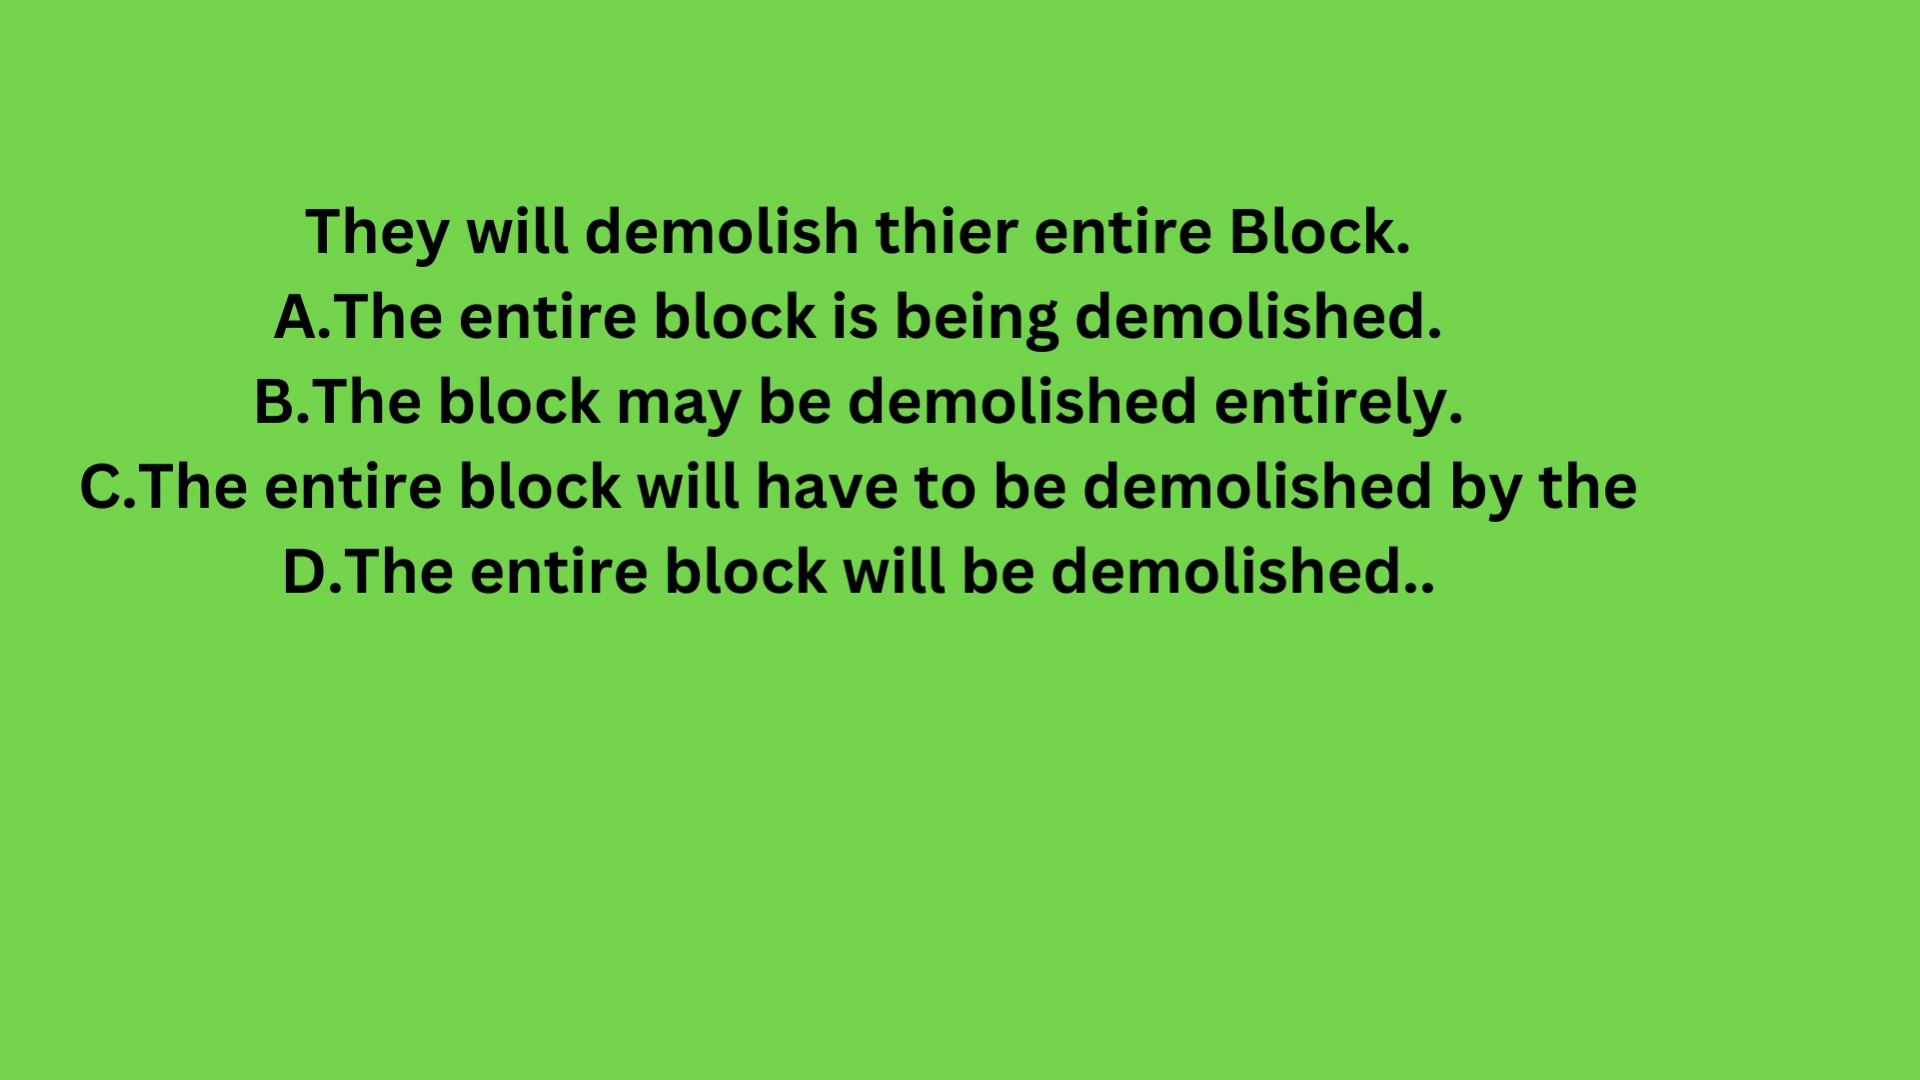 They will demolish thier entire Block.
A.The entire block is being demolished.
B.The block may be demolished entirely.
C.The entire block will have to be demolished by the
D.The entire block will be demolished..